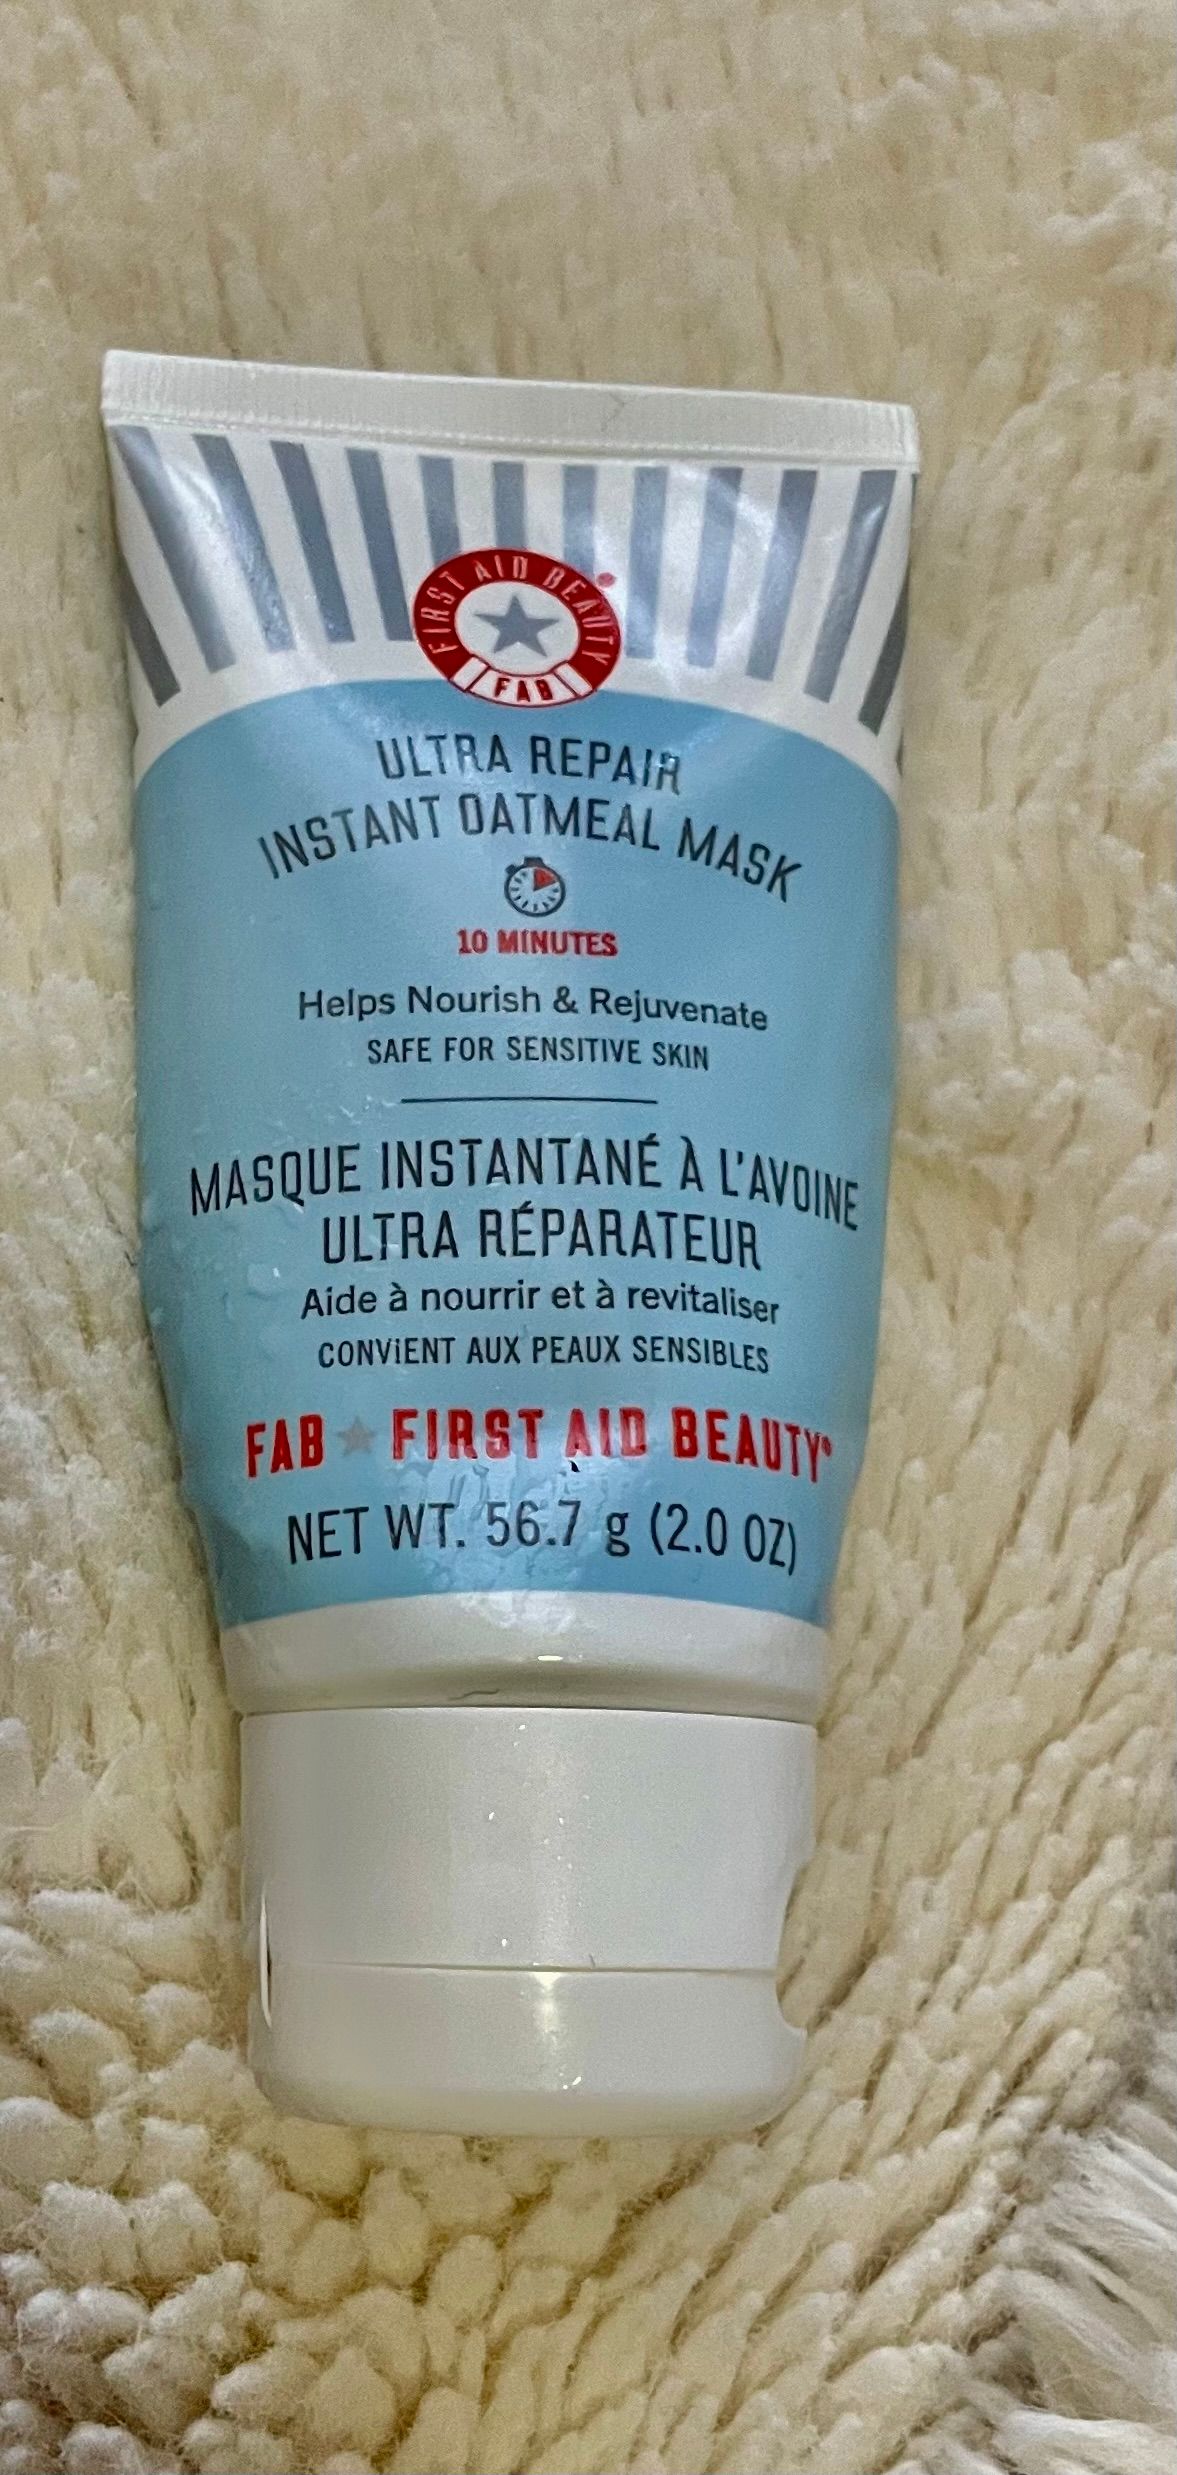 FIRST AID BEAUTY
FAB
ULTRA REPAIR
INSTANT OATMEAL MASK
10 MINUTES
Helps Nourish & Rejuvenate
SAFE FOR SENSITIVE SKIN
MASQUE INSTANTANÉ À L'AVOINE
ULTRA RÉPARATEUR
Aide à nourrir et à revitaliser
CONViENT AUX PEAUX SENSIBLES
FAB ★ FIRST AID BEAUTY®
NET WT. 56.7 g (2.0 OZ)